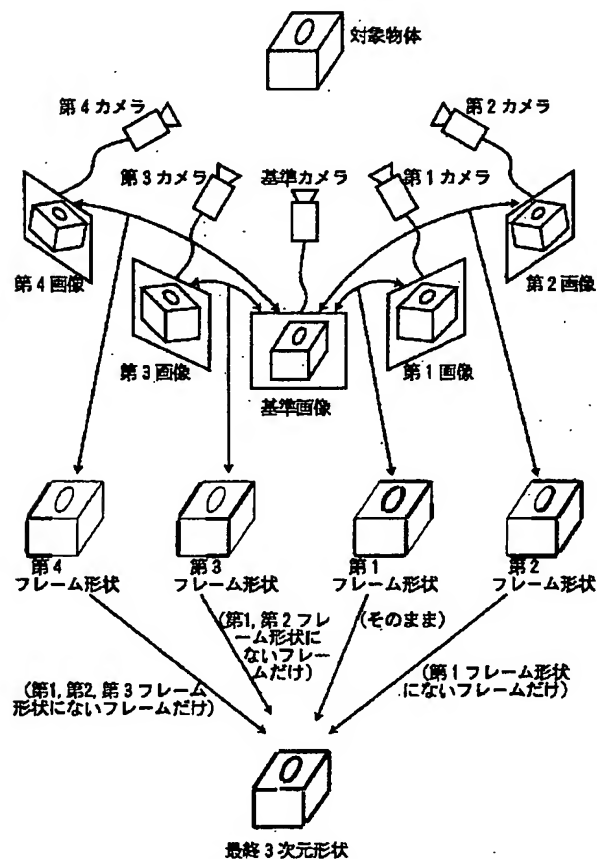 対象物体
第4カメラ
第2カメラ
第3カメラ
基準カメラ
第1カメラ
第4画像
第2画像
第3画像
第1画像
基準画像
第4
フレーム形状
第3
フレーム形状
第1
フレーム形状
第2
フレーム形状
(第1,第2フレ
ーム形状に
ないフレー
ムだけ)
(そのまま)
(第1,第2,第3フレーム
形状にないフレームだけ)
(第1フレーム形状
にないフレームだけ)
最終3次元形状